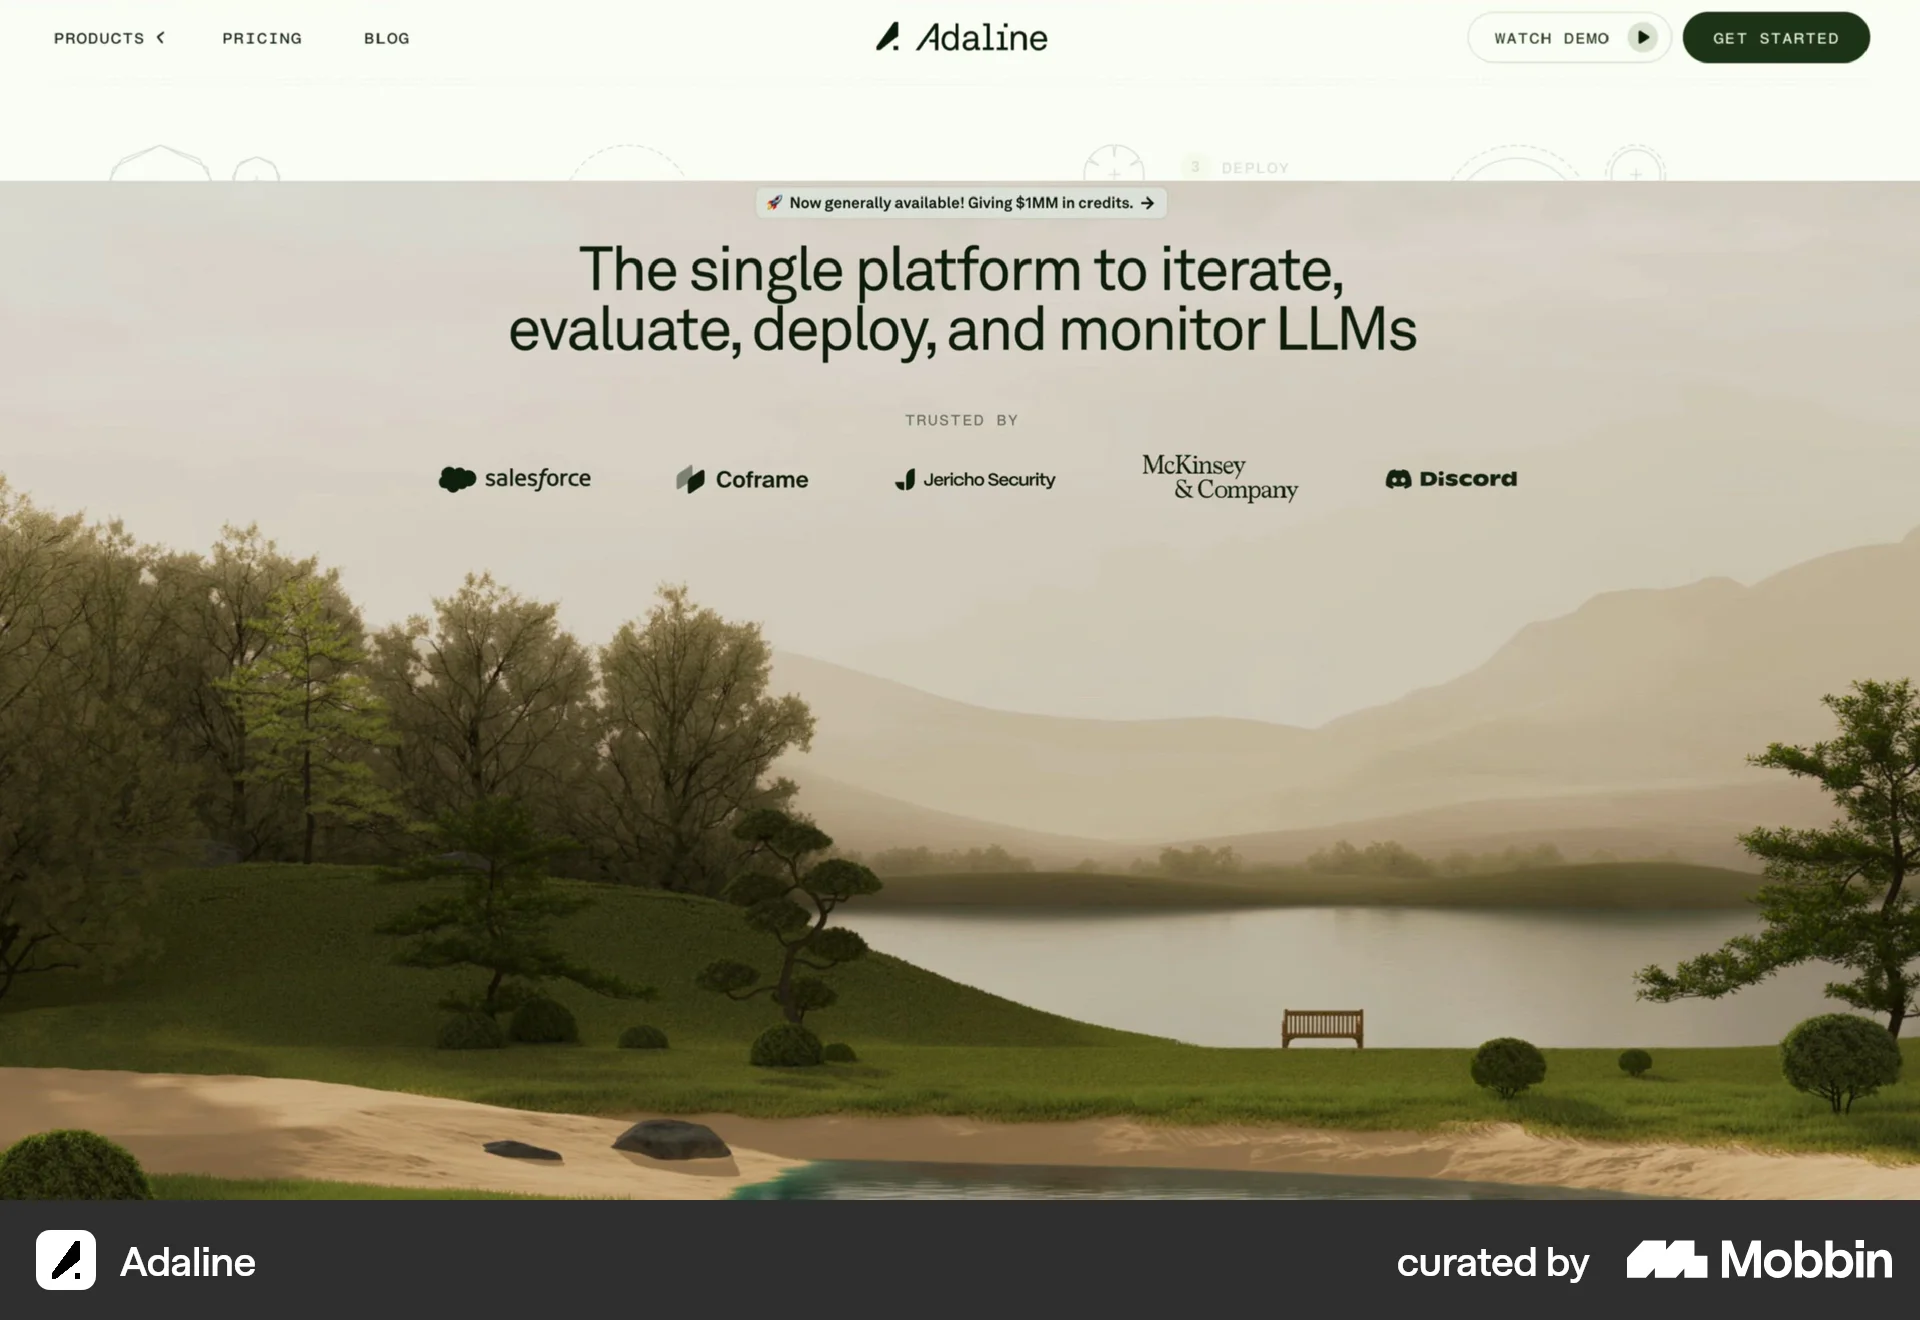 PRODUCTS
PRICING
BLOG
Adaline
WATCH DEMO
GET STARTED
3 DEPLOY
🚀 Now generally available! Giving $1MM in credits. →
The single platform to iterate,
evaluate, deploy, and monitor LLMs
TRUSTED BY
salesforce
Coframe
Jericho Security
McKinsey
& Company
Discord
Adaline
curated by Mobbin